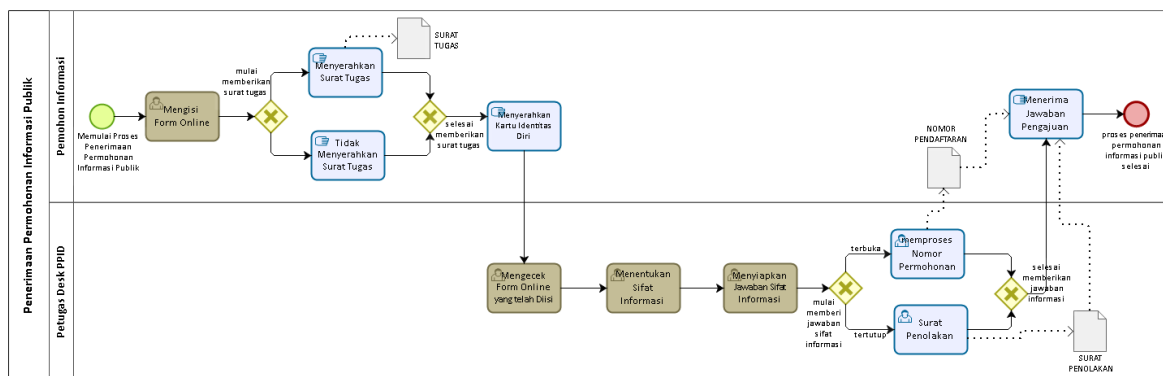 Penerimaan Permohonan Informasi Publik
Pemohon Informasi
Memulai Proses
Penerimaan
Permohonan
Informasi Publik
Mengisi
Form Online
mulai
memberikan
surat tugas
Menyerahkan
Surat Tugas
SURAT
TUGAS
Tidak
Menyerahkan
Surat Tugas
selesai
memberikan
surat tugas
Menyerahkan
Kartu Identitas
Diri
NOMOR
PENDAFTARAN
Menerima
Jawaban
Pengajuan
proses penerimaan
permohonan
informasi publik
selesai
Petugas Desk PPID
Mengecek
Form Online
yang telah Diisi
Menentukan
Sifat
Informasi
Menyiapkan
Jawaban Sifat
Informasi
mulai
memberi
jawaban
sifat
informasi
terbuka
memproses
Nomor
Permohonan
tertutup
Surat
Penolakan
selesai
memberikan
jawaban
informasi
SURAT
PENOLAKAN